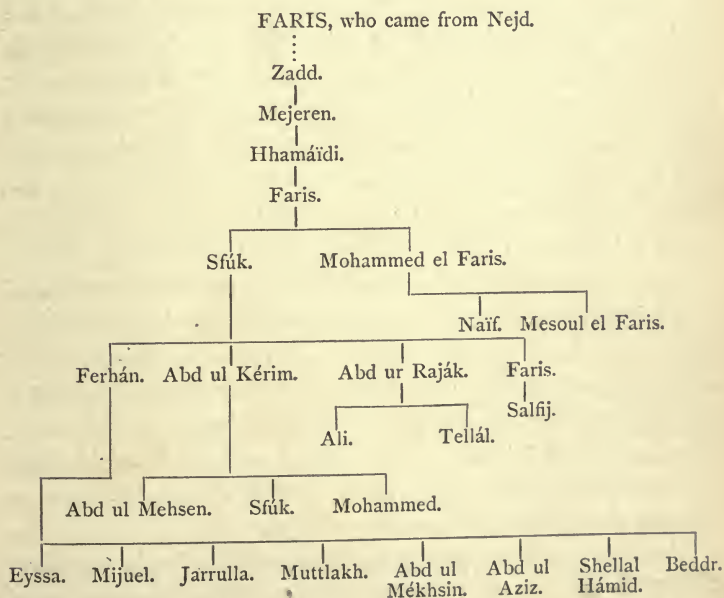 FARIS, who came from Nejd.
Zadd.
Mejeren.
Hhamáïdi.
Faris.
Sfúk. Mohammed el Faris.
Naïf. Mesoul el Faris.
Ferhán. Abd ul Kérim. Abd ur Raják. Faris.
Salfij.
Ali. Tellál.
Abd ul Mehsen. Sfúk. Mohammed.
Eyssa. Mijuel. Jarrulla. Muttlakh. Abd ul Abd ul Shellal Beddr.
Mékhsin. Aziz. Hámid.